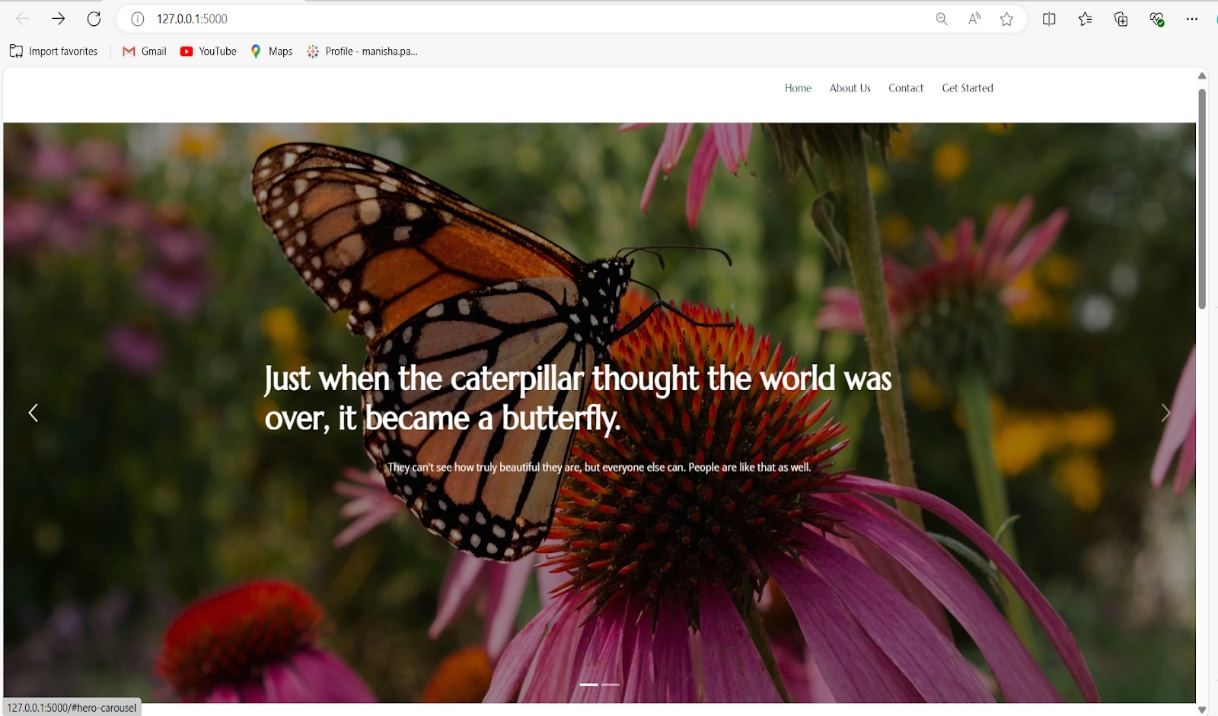 127.0.0.1:5000
Import favorites Gmail YouTube Maps Profile - manisha.pa...
Home About Us Contact Get Started
Just when the caterpillar thought the world was
over, it became a butterfly.
They can't see how truly beautiful they are, but everyone else can. People are like that as well.
127.0.0.1:5000/#hero-carousel